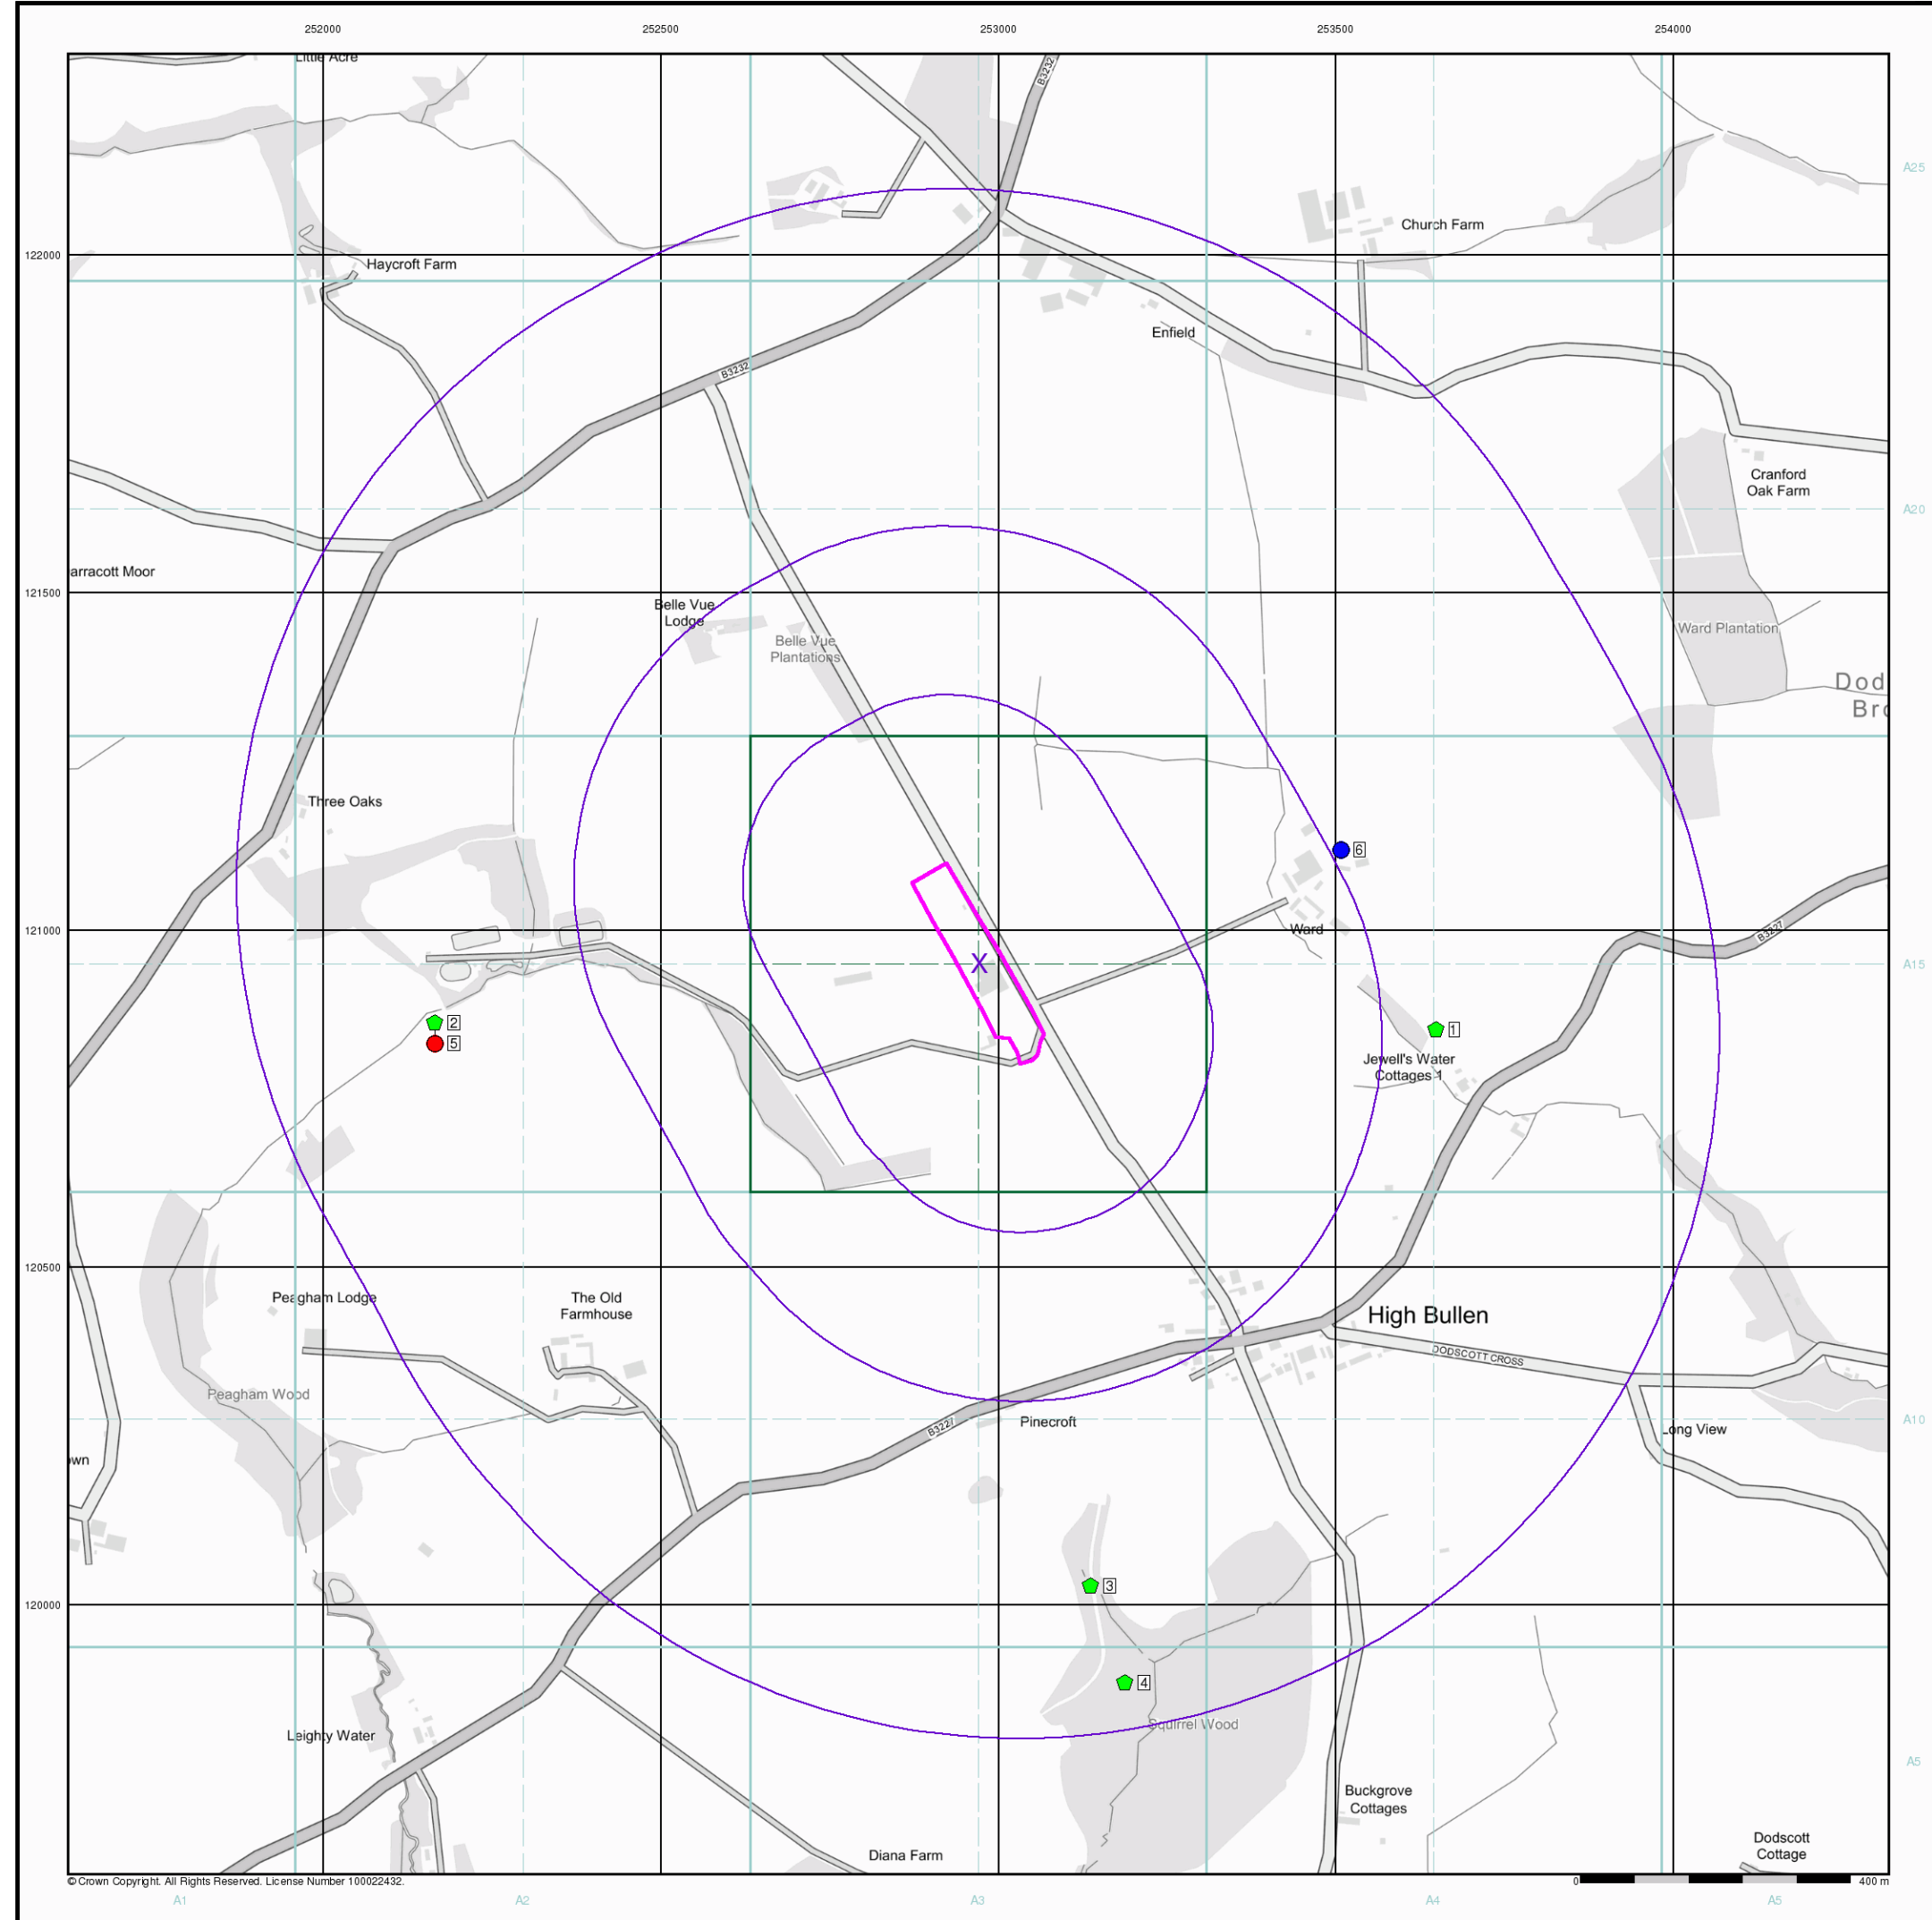 252000 252500 253000 253500 254000
Little Acre
B3232
A25
Church Farm
122000
Haycroft Farm
Enfield
B3232
Cranford
Oak Farm
A20
arracott Moor
121500
Belle Vue
Lodge
Belle Vue
Plantations
Ward Plantation
Dod
Bro
Three Oaks
6
121000
Ward
B3227
X
A15
2
1
5
Jewell's Water
Cottages 1
120500
Peagham Lodge
The Old
Farmhouse
High Bullen
DODSCOTT CROSS
Peagham Wood
Pinecroft
B3227
A10
Long View
own
3
120000
4
Squirrel Wood
Leighty Water
A5
Buckgrove
Cottages
Dodscott
Cottage
Diana Farm
© Crown Copyright. All Rights Reserved. License Number 100022432.
0 400 m
A1 A2 A3 A4 A5